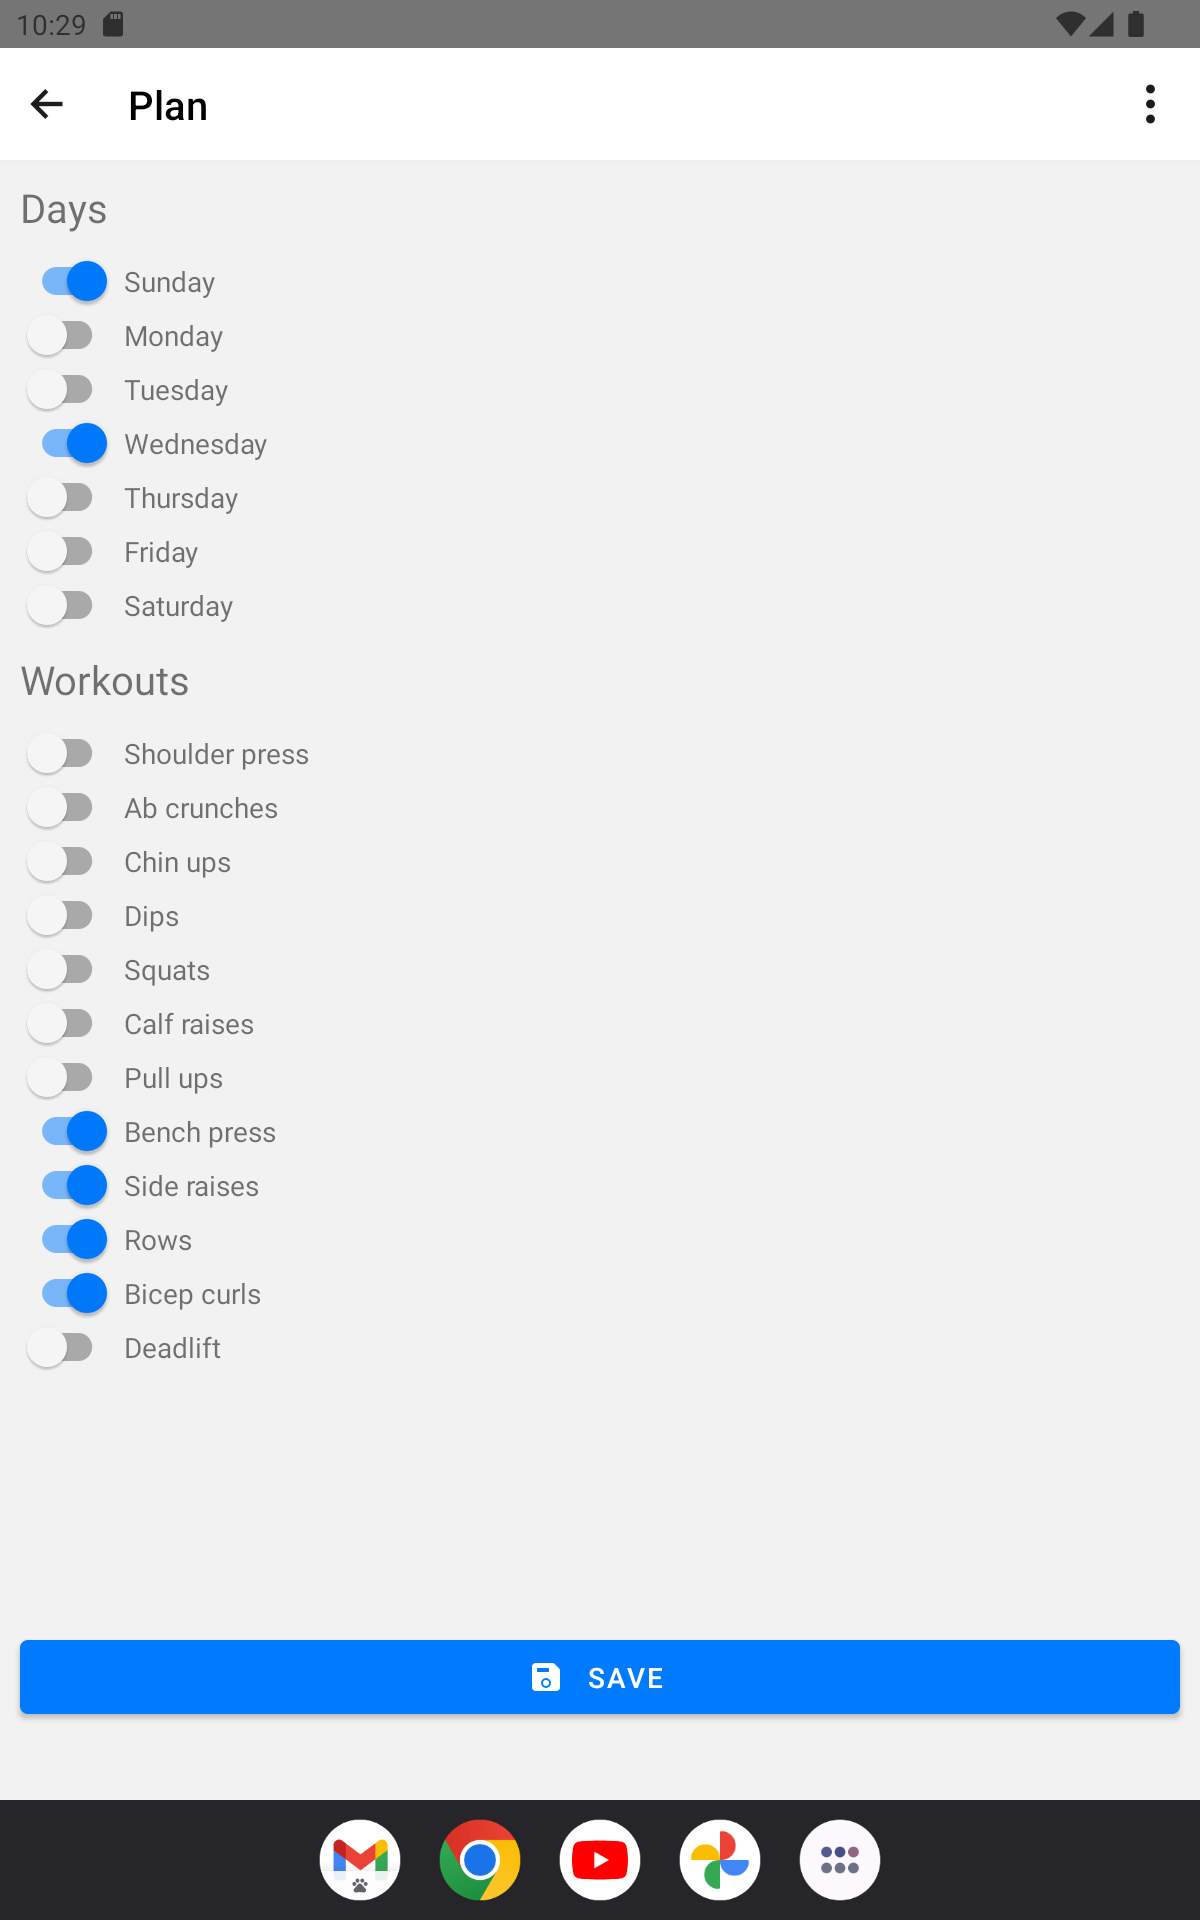 10:29
Plan
Days
Sunday
Monday
Tuesday
Wednesday
Thursday
Friday
Saturday
Workouts
Shoulder press
Ab crunches
Chin ups
Dips
Squats
Calf raises
Pull ups
Bench press
Side raises
Rows
Bicep curls
Deadlift
SAVE